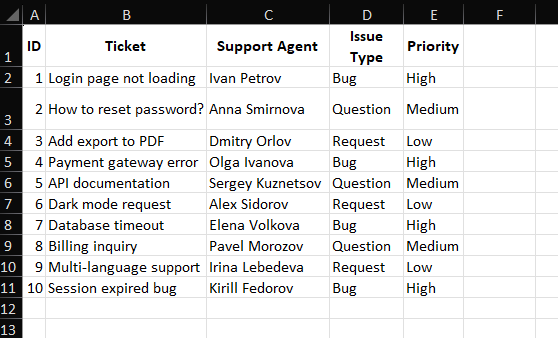 A B C D E F
1 ID Ticket Support Agent Issue Type Priority
2 1 Login page not loading Ivan Petrov Bug High
3 2 How to reset password? Anna Smirnova Question Medium
4 3 Add export to PDF Dmitry Orlov Request Low
5 4 Payment gateway error Olga Ivanova Bug High
6 5 API documentation Sergey Kuznetsov Question Medium
7 6 Dark mode request Alex Sidorov Request Low
8 7 Database timeout Elena Volkova Bug High
9 8 Billing inquiry Pavel Morozov Question Medium
10 9 Multi-language support Irina Lebedeva Request Low
11 10 Session expired bug Kirill Fedorov Bug High
12
13